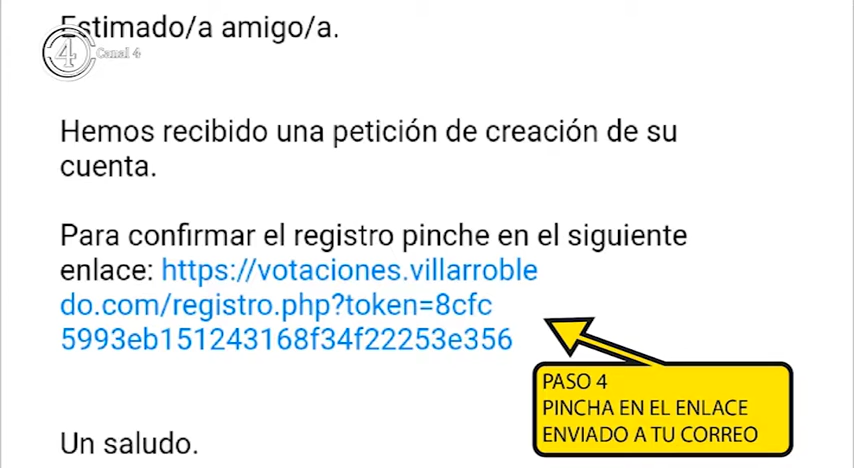 Estimado/a amigo/a.
4
Canal 4
Hemos recibido una petición de creación de su
cuenta.
Para confirmar el registro pinche en el siguiente
enlace: https://votaciones.villarroble
do.com/registro.php?token=8cfc
5993eb151243168f34f22253e356
PASO 4
PINCHA EN EL ENLACE
ENVIADO A TU CORREO
Un saludo.